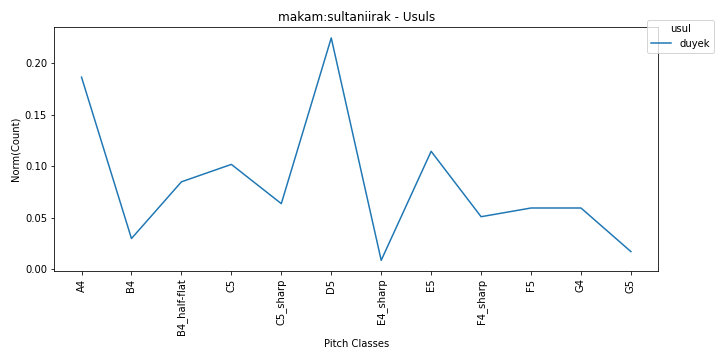 makam:sultaniirak - Usuls
usul
duyek
Norm(Count)
0.20
0.15
0.10
0.05
0.00
A4
B4
B4_half-flat
C5
C5_sharp
D5
E4_sharp
E5
F4_sharp
F5
G4
G5
Pitch Classes